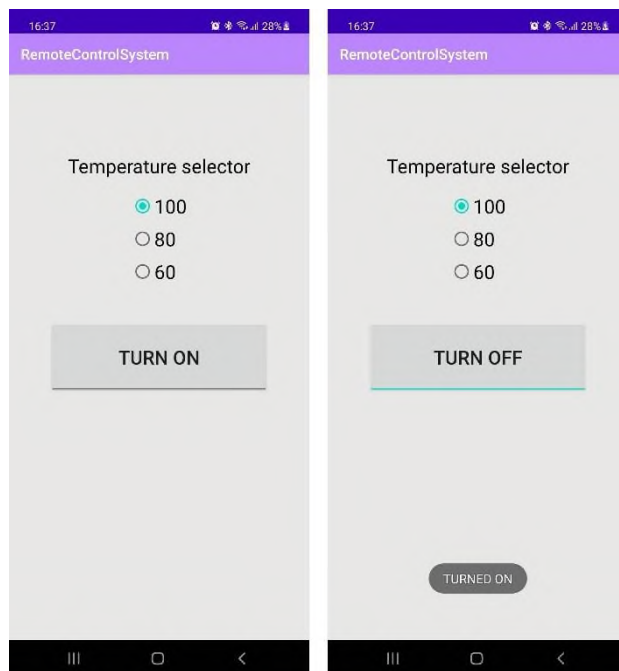 16:37
28%
RemoteControlSystem
Temperature selector
100
80
60
TURN ON
16:37
28%
RemoteControlSystem
Temperature selector
100
80
60
TURN OFF
TURNED ON